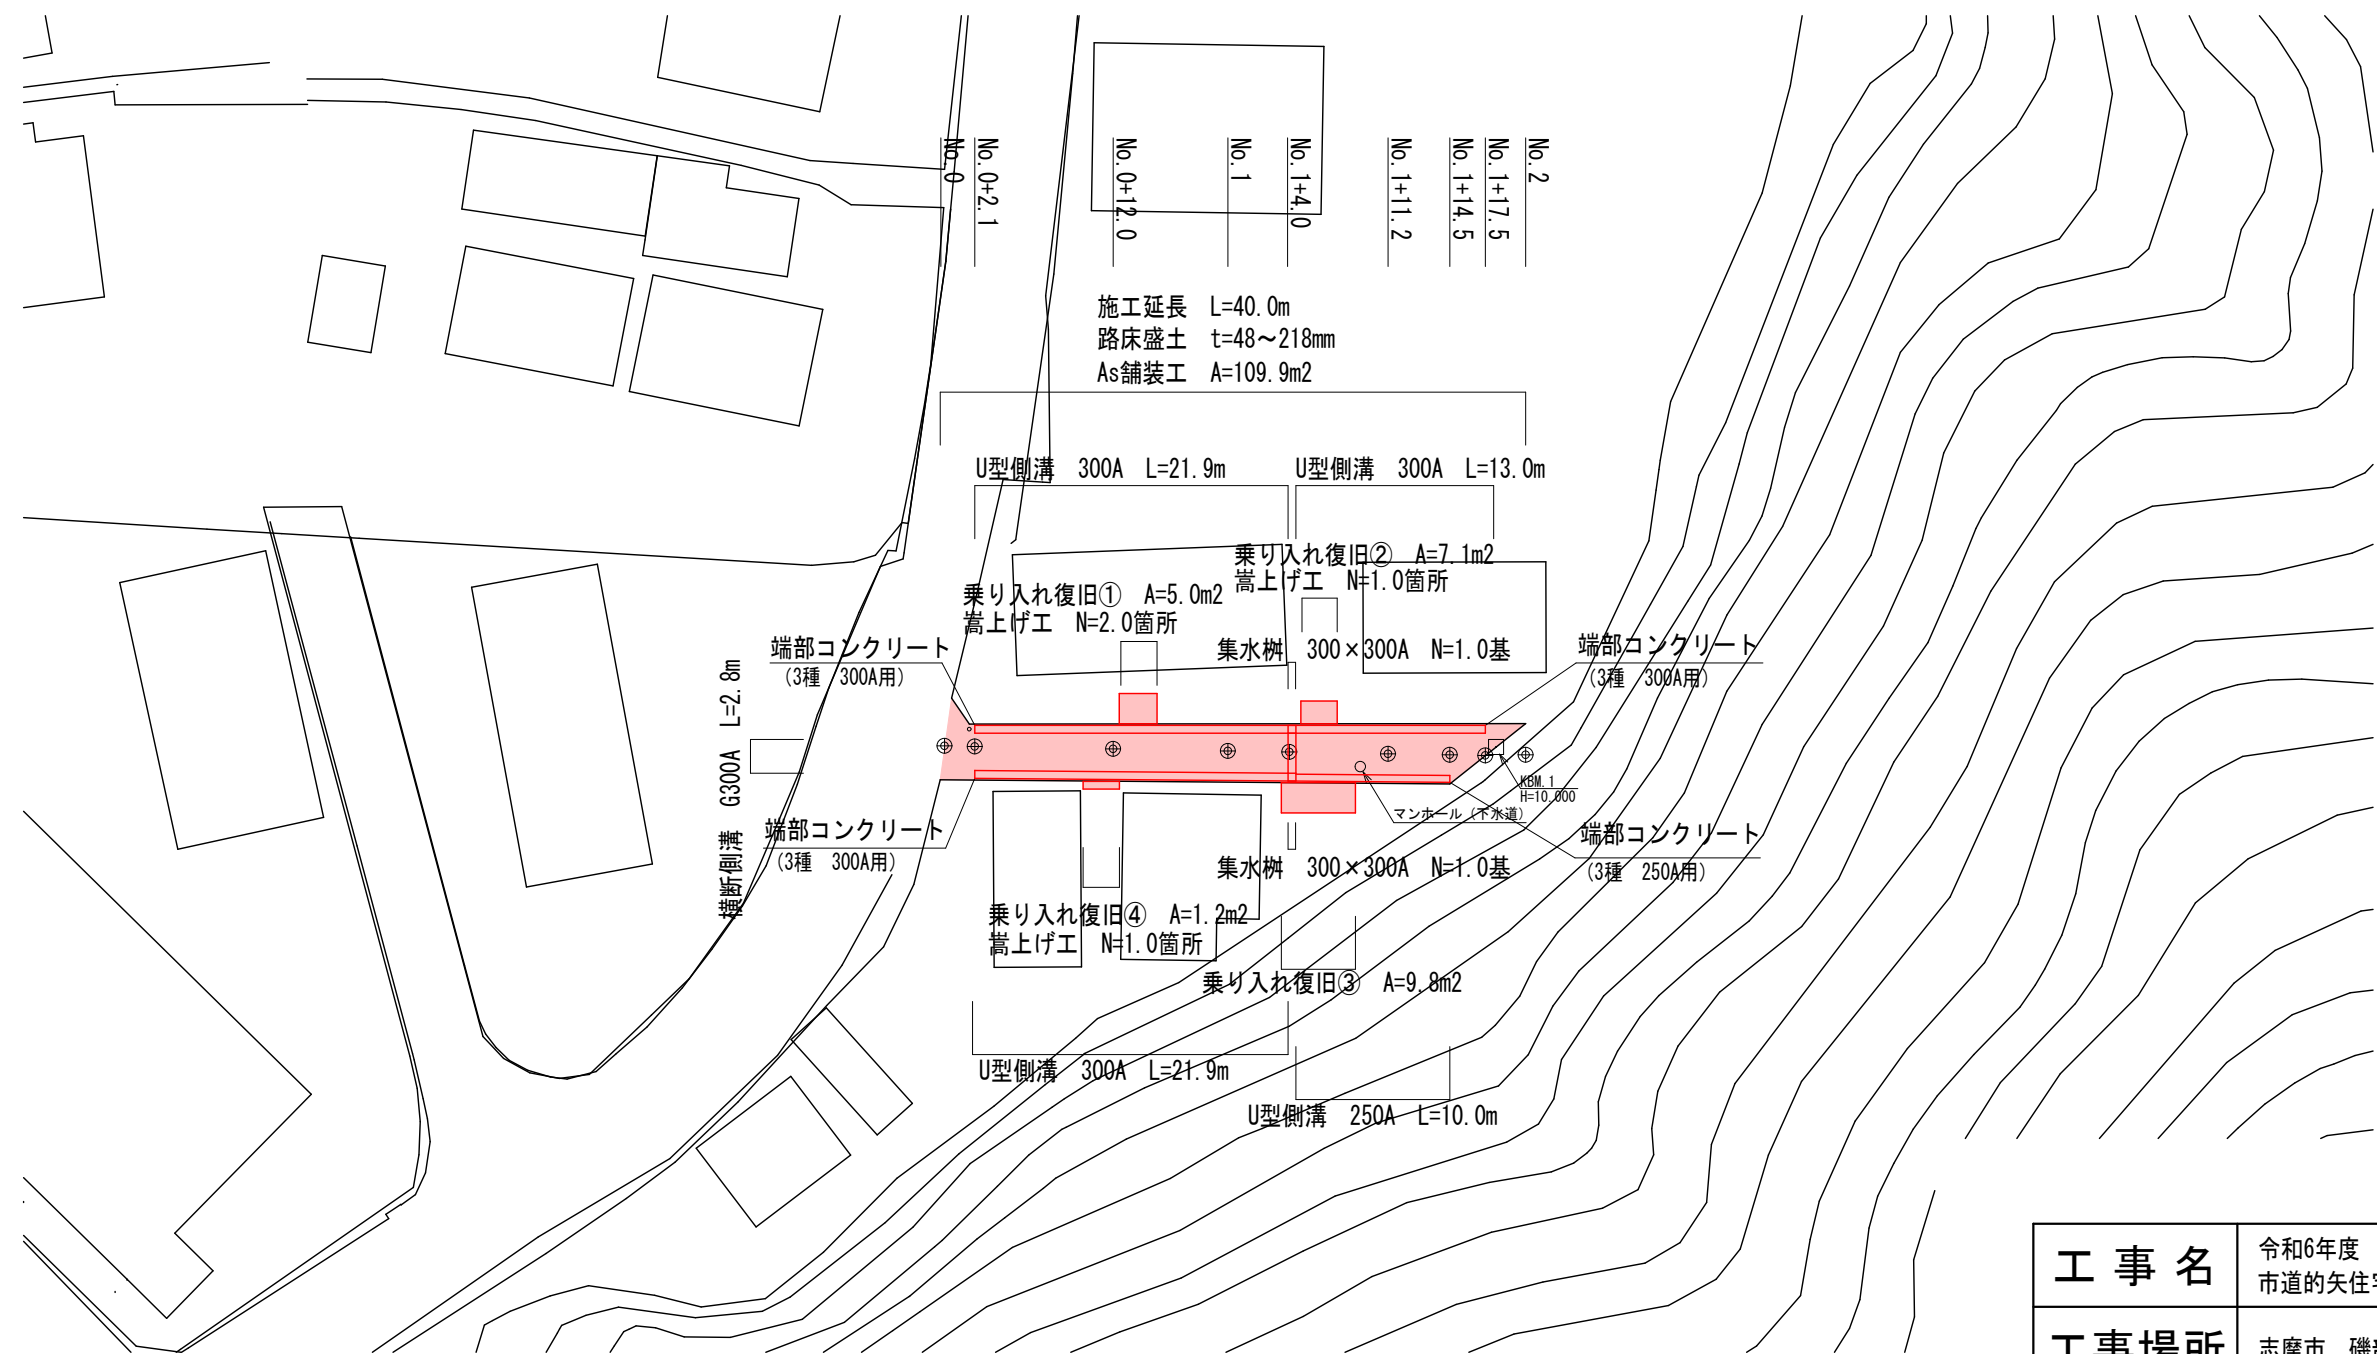 No.0
No.0+2.1
No.0+12.0
No.1
No.1+4.0
No.1+11.2
No.1+14.5
No.1+17.5
No.2
施工延長　L=40.0m
路床盛土　t=48～218mm
As舗装工　A=109.9m2
U型側溝　300A　L=21.9m
U型側溝　300A　L=13.0m
乗り入れ復旧②　A=7.1m2
嵩上げ工　N=1.0箇所
乗り入れ復旧①　A=5.0m2
嵩上げ工　N=2.0箇所
端部コンクリート
（3種　300A用）
集水桝　300×300A　N=1.0基
端部コンクリート
（3種　300A用）
横断側溝　G300A　L=2.8m
KBM.1
H=10.000
マンホール（下水道）
端部コンクリート
（3種　300A用）
端部コンクリート
（3種　250A用）
集水桝　300×300A　N=1.0基
乗り入れ復旧④　A=1.2m2
嵩上げ工　N=1.0箇所
乗り入れ復旧③　A=9.8m2
U型側溝　300A　L=21.9m
U型側溝　250A　L=10.0m
工事名
令和6年度
市道的矢住
工事場所
志摩市　磯